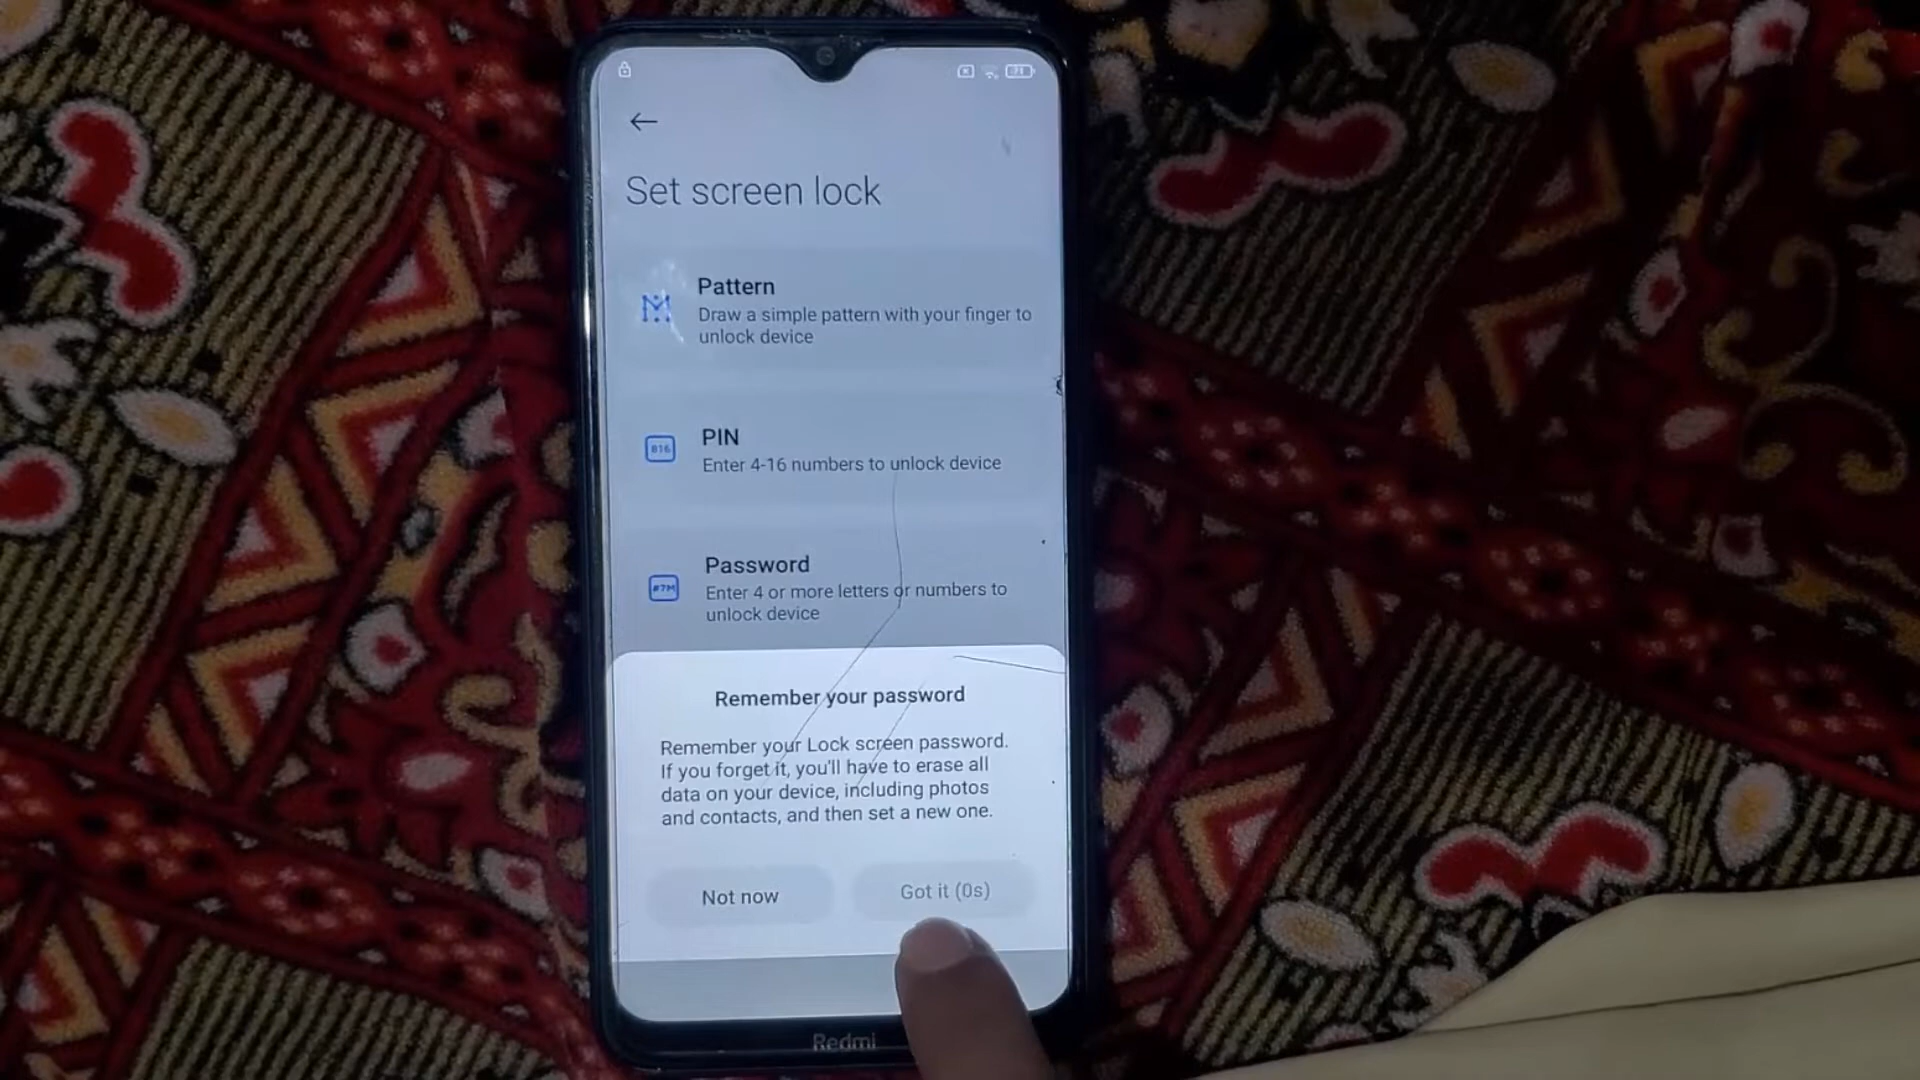 Set screen lock
Pattern
Draw a simple pattern with your finger to
unlock device
PIN
Enter 4-16 numbers to unlock device
Password
Enter 4 or more letters or numbers to
unlock device
Remember your password
Remember your Lock screen password.
If you forget it, you'll have to erase all
data on your device, including photos
and contacts, and then set a new one.
Not now
Got it (0s)
Redmi